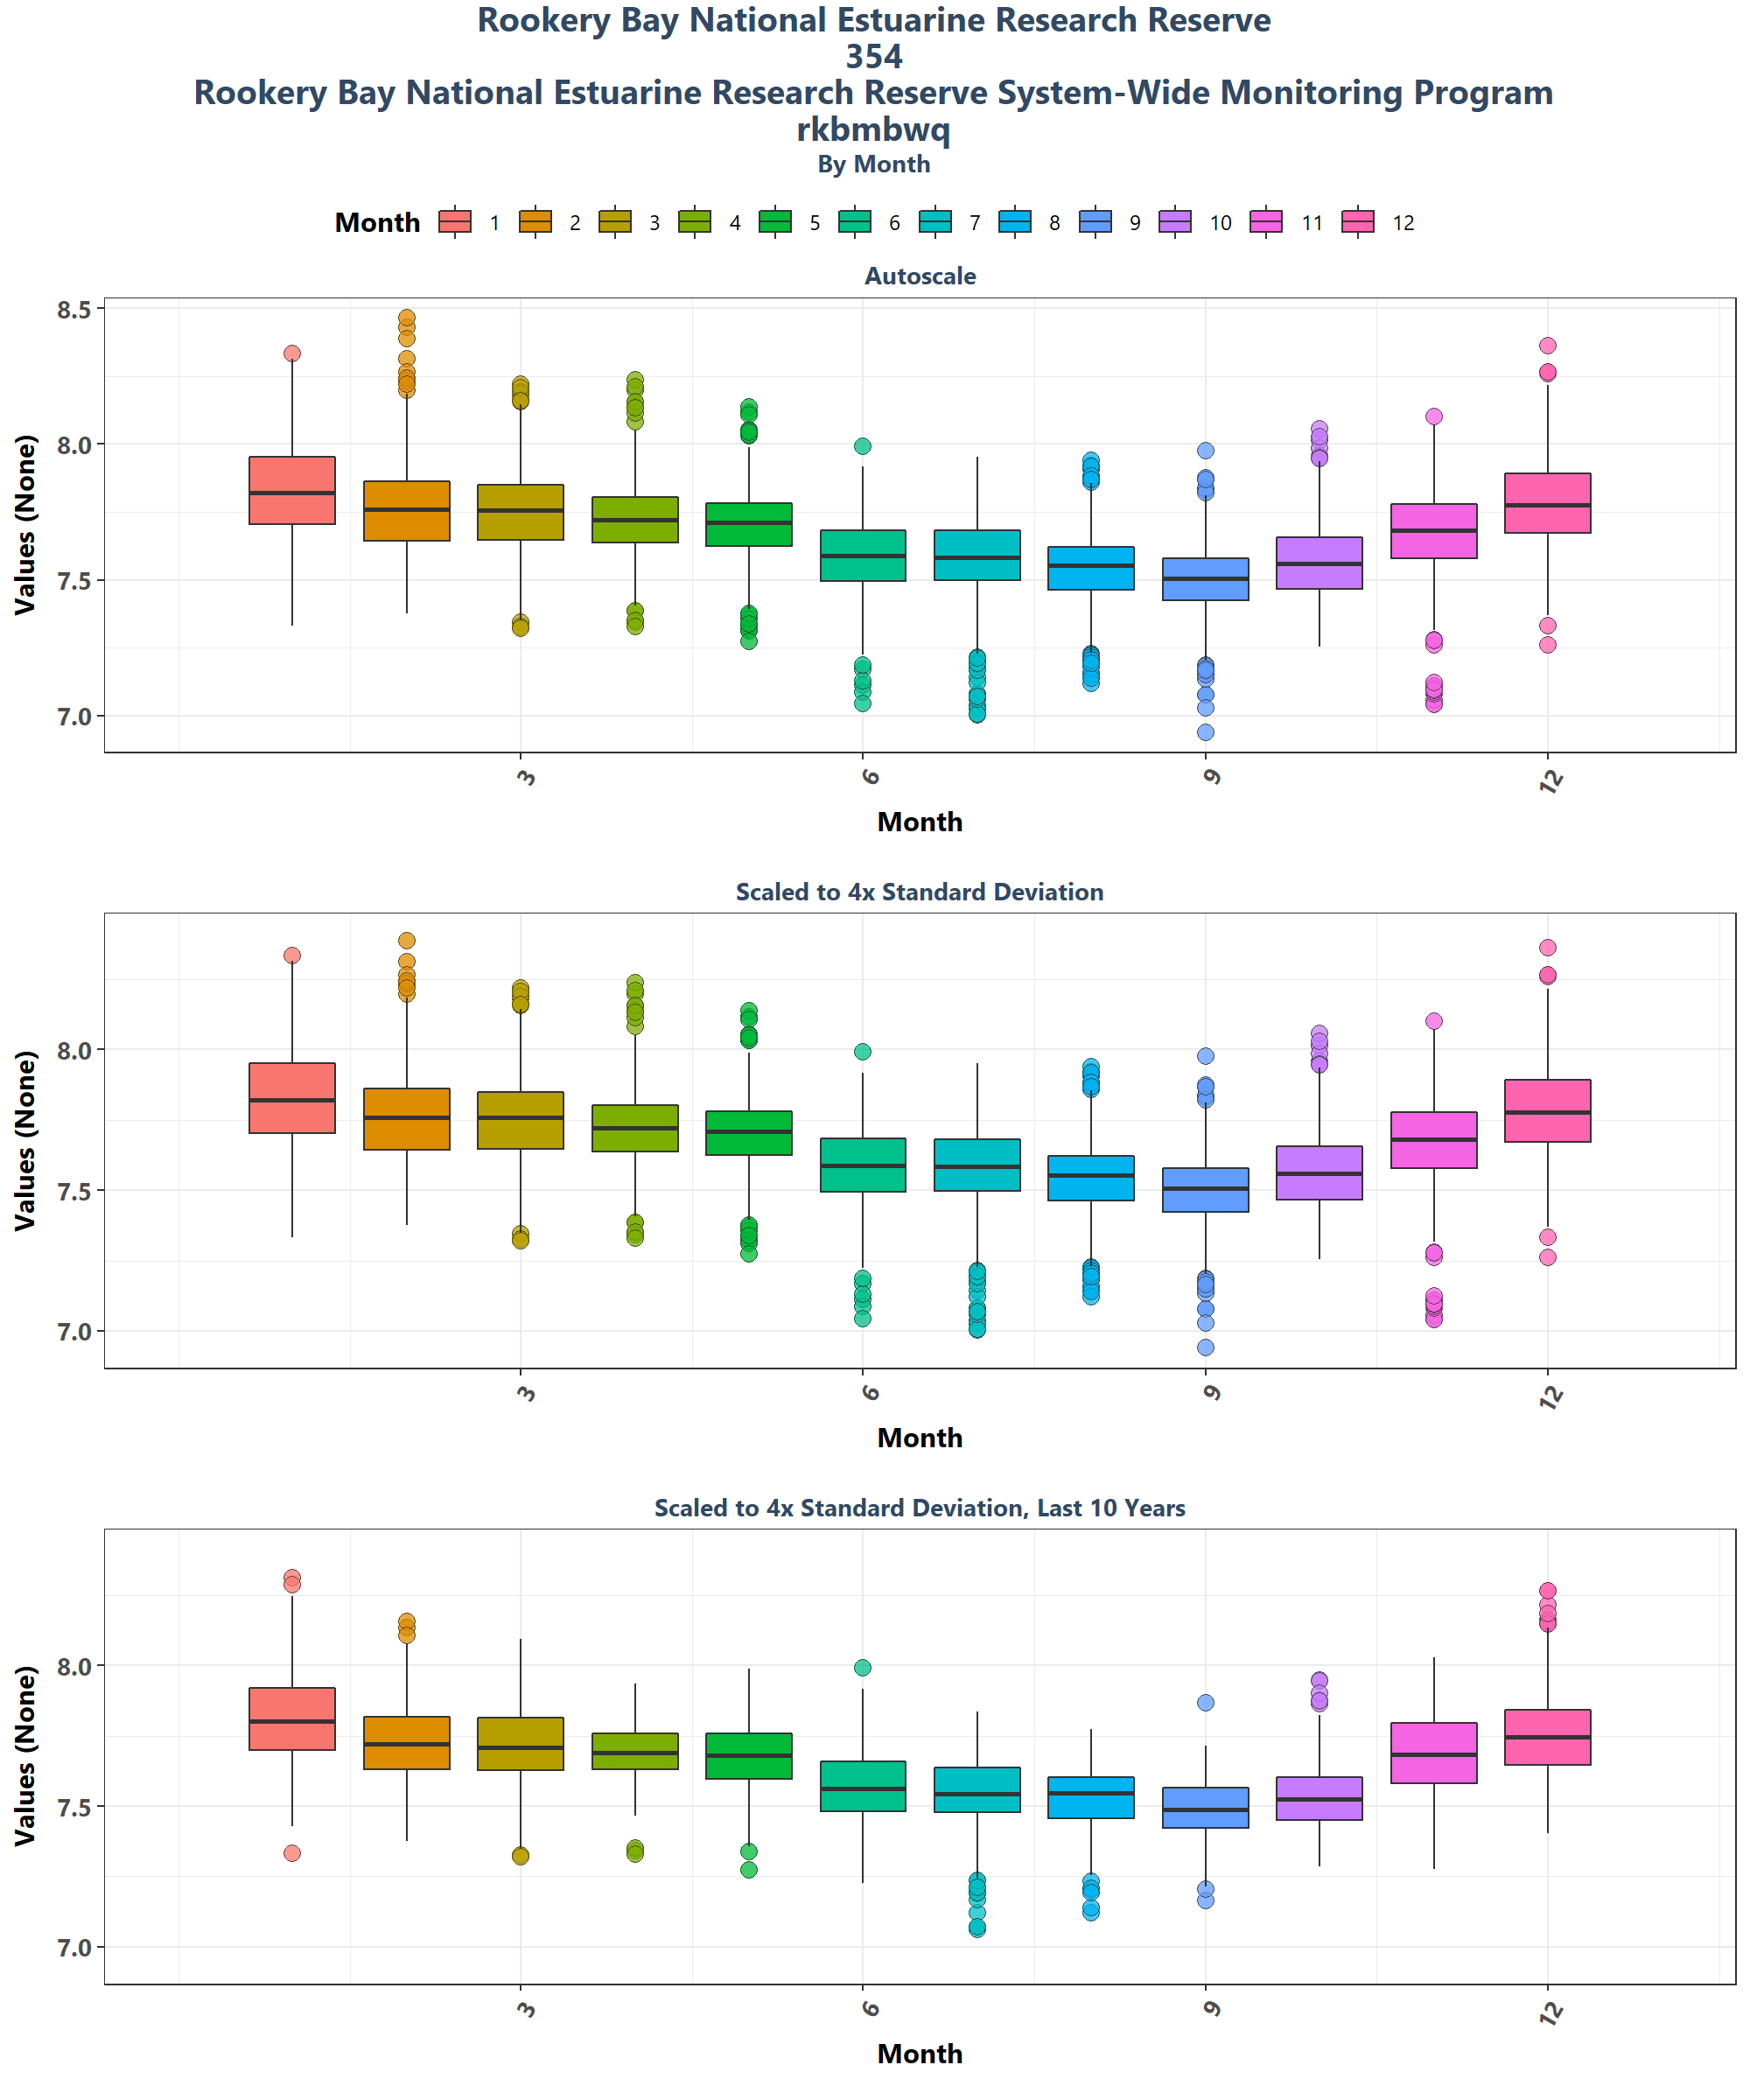 Rookery Bay National Estuarine Research Reserve
354
Rookery Bay National Estuarine Research Reserve System-Wide Monitoring Program
rkbmbwq
By Month
Month 1 2 3 4 5 6 7 8 9 10 11 12
Autoscale
Values (None)
8.5
8.0
7.5
7.0
3 6 9 12
Month
Scaled to 4x Standard Deviation
Values (None)
8.0
7.5
7.0
3 6 9 12
Month
Scaled to 4x Standard Deviation, Last 10 Years
Values (None)
8.0
7.5
7.0
3 6 9 12
Month